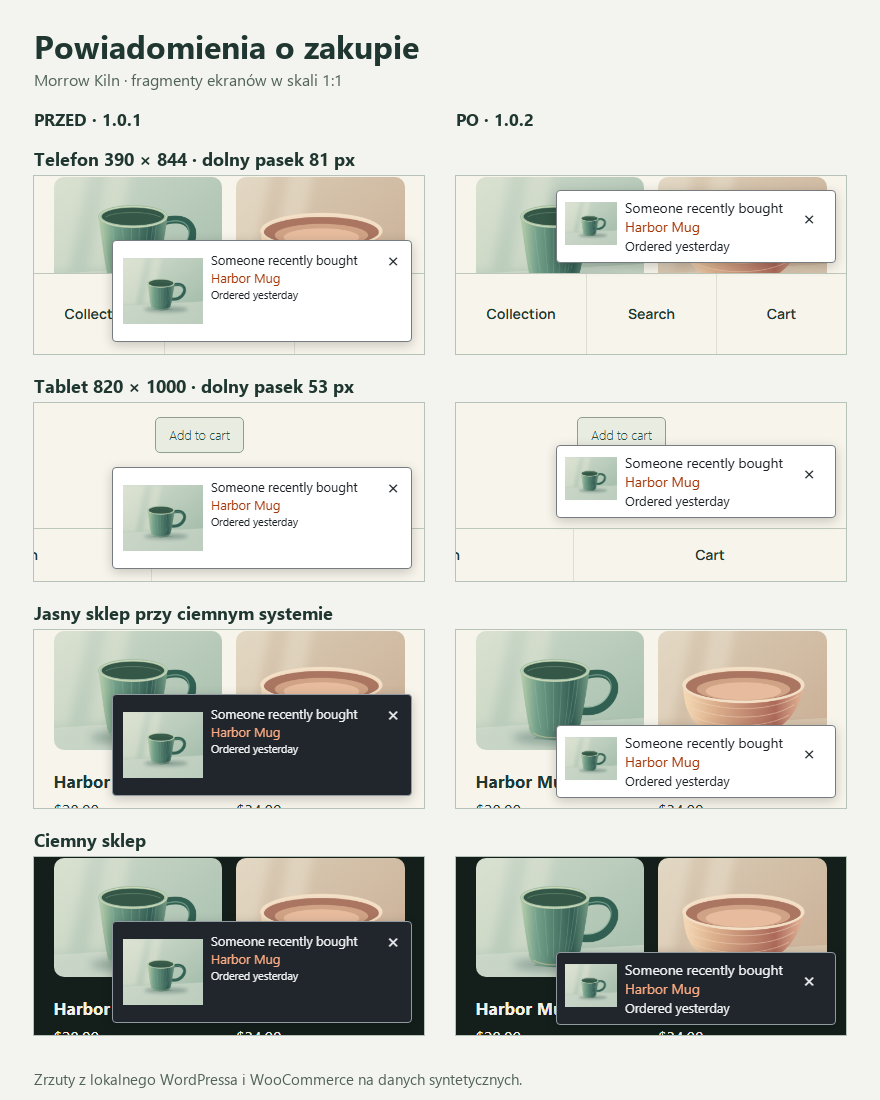 Powiadomienia o zakupie
Morrow Kiln · fragmenty ekranów w skali 1:1
PRZED · 1.0.1
PO · 1.0.2
Telefon 390 × 844 · dolny pasek 81 px
Someone recently bought
Harbor Mug
Ordered yesterday
×
Collect
Someone recently bought
Harbor Mug
Ordered yesterday
×
Collection
Search
Cart
Tablet 820 × 1000 · dolny pasek 53 px
Add to cart
Someone recently bought
Harbor Mug
Ordered yesterday
×
Add to cart
Someone recently bought
Harbor Mug
Ordered yesterday
×
Cart
Jasny sklep przy ciemnym systemie
Someone recently bought
Harbor Mug
Ordered yesterday
×
Harbor
Someone recently bought
Harbor Mug
Ordered yesterday
×
Harbor Mu
Ciemny sklep
Someone recently bought
Harbor Mug
Ordered yesterday
×
Harbor
Someone recently bought
Harbor Mug
Ordered yesterday
×
Harbor Mu
Zrzuty z lokalnego WordPressa i WooCommerce na danych syntetycznych.